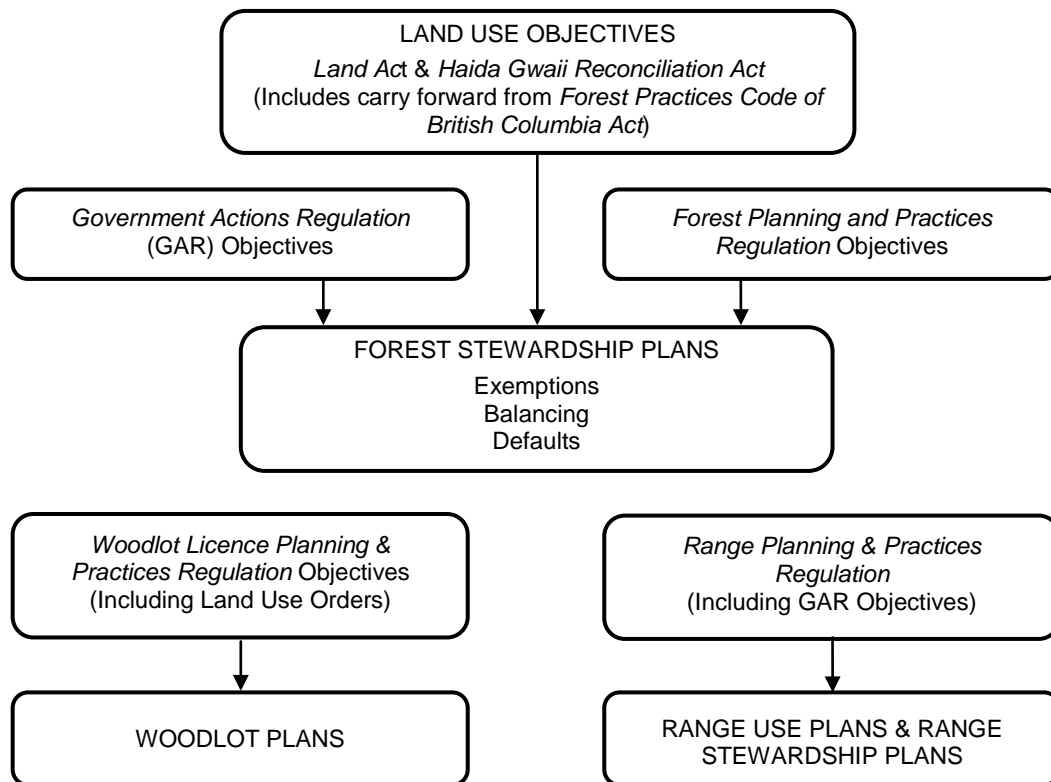 LAND USE OBJECTIVES
Land Act & Haida Gwaii Reconciliation Act
(Includes carry forward from Forest Practices Code of
British Columbia Act)
Government Actions Regulation
(GAR) Objectives
Forest Planning and Practices
Regulation Objectives
FOREST STEWARDSHIP PLANS
Exemptions
Balancing
Defaults
Woodlot Licence Planning &
Practices Regulation Objectives
(Including Land Use Orders)
Range Planning & Practices
Regulation
(Including GAR Objectives)
WOODLOT PLANS
RANGE USE PLANS & RANGE
STEWARDSHIP PLANS